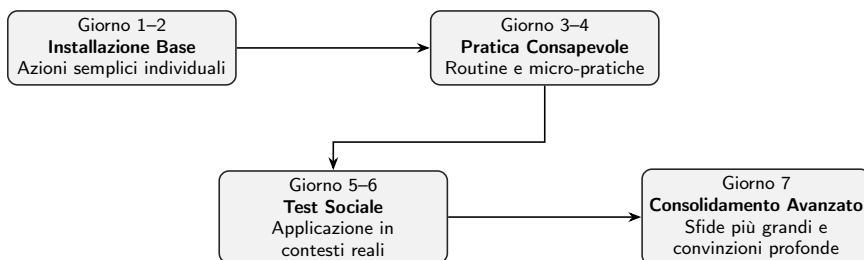 Giorno 1–2
Installazione Base
Azioni semplici individuali
Giorno 3–4
Pratica Consapevole
Routine e micro-pratiche
Giorno 5–6
Test Sociale
Applicazione in
contesti reali
Giorno 7
Consolidamento Avanzato
Sfide più grandi e
convinzioni profonde